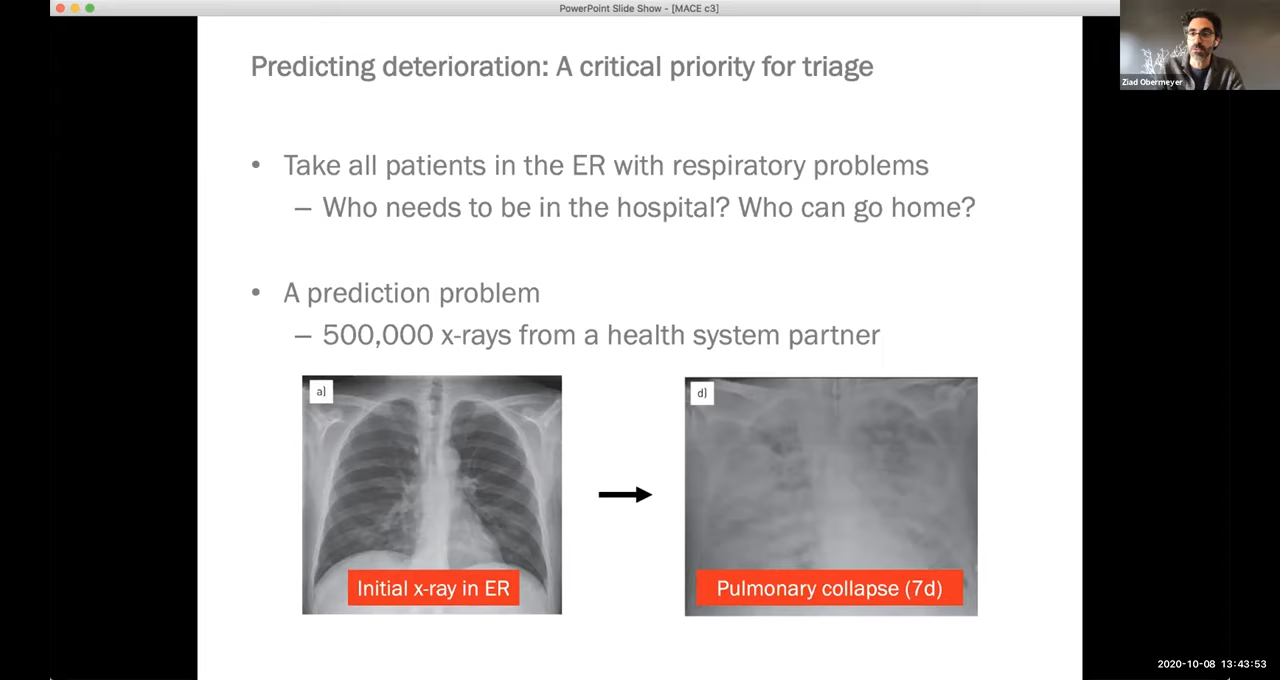 PowerPoint Slide Show - [MACE c3]
Ziad Obermeyer
Predicting deterioration: A critical priority for triage
• Take all patients in the ER with respiratory problems
– Who needs to be in the hospital? Who can go home?
• A prediction problem
– 500,000 x-rays from a health system partner
a)
d)
Initial x-ray in ER
Pulmonary collapse (7d)
2020-10-08 13:43:53